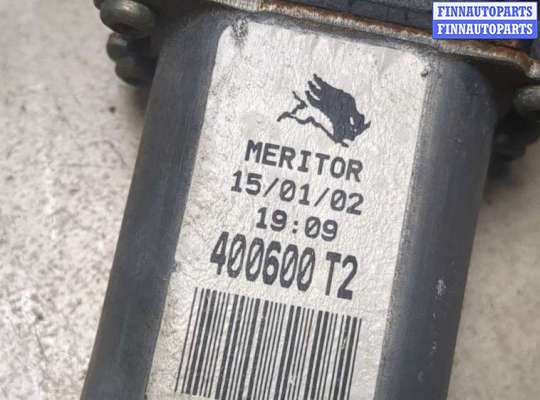 FINNAUTOPARTS
FINNAUTOPARTS
MERITOR
15/01/02
19:09
400600 T2